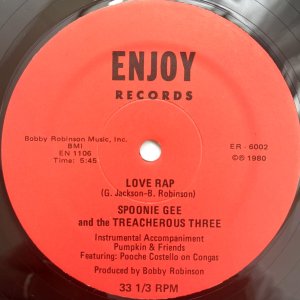 ENJOY
RECORDS
Bobby Robinson Music, Inc.
BMI
EN 1106
Time: 5:45
ER - 6002
©℗ 1980
LOVE RAP
(G. Jackson-B. Robinson)
SPOONIE GEE
and the TREACHEROUS THREE
Instrumental Accompaniment
Pumpkin & Friends
Featuring: Pooche Costello on Congas
Produced by Bobby Robinson
33 1/3 RPM